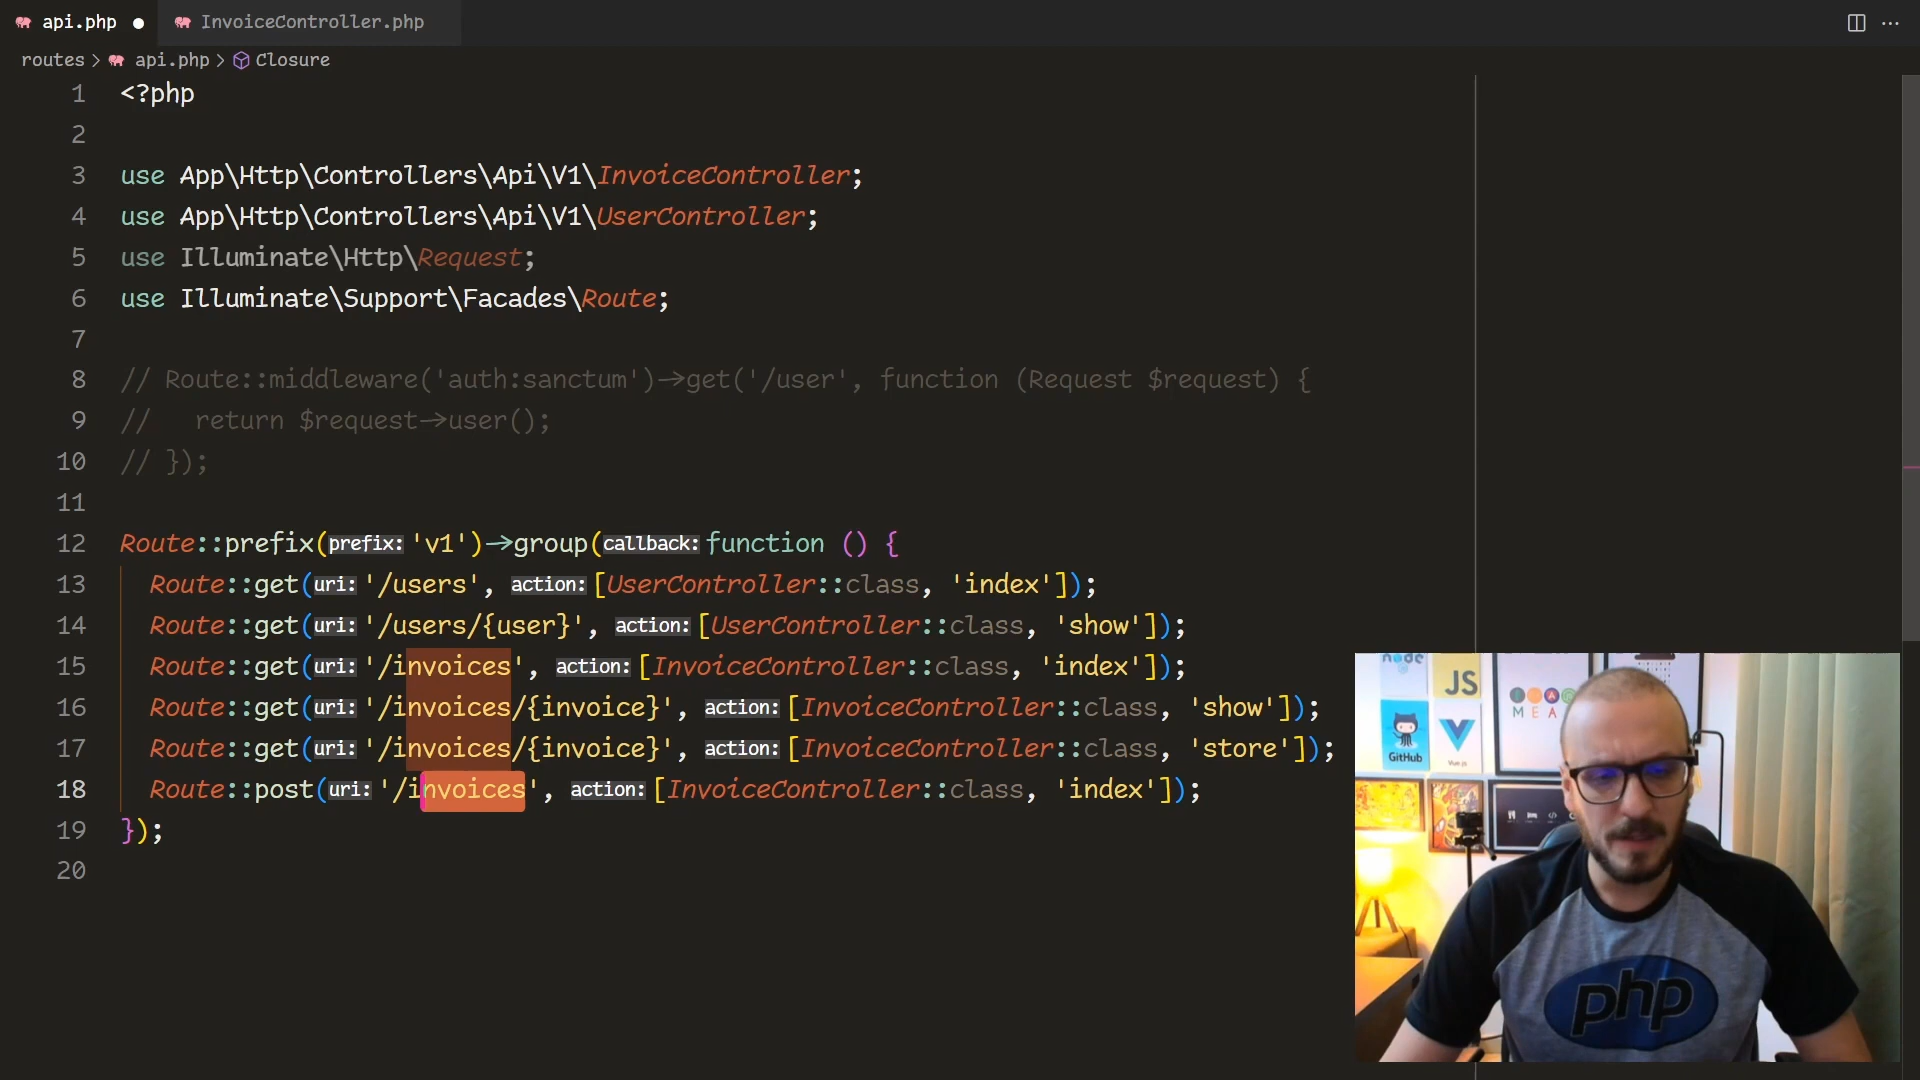 api.php ●
InvoiceController.php
routes > api.php > Closure
1 <?php
2
3 use App\Http\Controllers\Api\V1\InvoiceController;
4 use App\Http\Controllers\Api\V1\UserController;
5 use Illuminate\Http\Request;
6 use Illuminate\Support\Facades\Route;
7
8 // Route::middleware('auth:sanctum')->get('/user', function (Request $request) {
9 //   return $request->user();
10 // });
11
12 Route::prefix(prefix: 'v1')->group(callback: function () {
13   Route::get(uri: '/users', action: [UserController::class, 'index']);
14   Route::get(uri: '/users/{user}', action: [UserController::class, 'show']);
15   Route::get(uri: '/invoices', action: [InvoiceController::class, 'index']);
16   Route::get(uri: '/invoices/{invoice}', action: [InvoiceController::class, 'show']);
17   Route::get(uri: '/invoices/{invoice}', action: [InvoiceController::class, 'store']);
18   Route::post(uri: '/invoices', action: [InvoiceController::class, 'index']);
19 });
20
node
JS
MEA
GitHub
Vue js
php